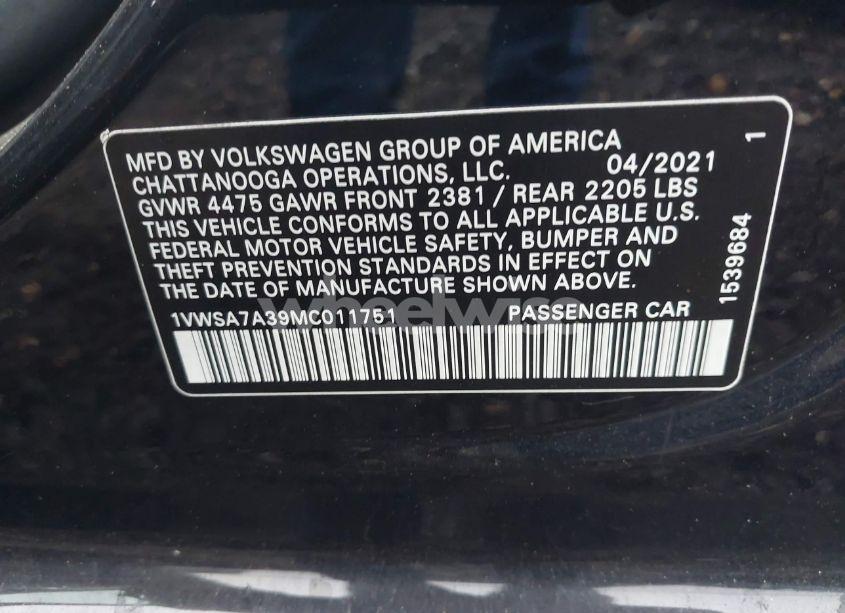 MFD BY VOLKSWAGEN GROUP OF AMERICA
CHATTANOOGA OPERATIONS, LLC. 04/2021
GVWR 4475 GAWR FRONT 2381 / REAR 2205 LBS
THIS VEHICLE CONFORMS TO ALL APPLICABLE U.S.
FEDERAL MOTOR VEHICLE SAFETY, BUMPER AND
THEFT PREVENTION STANDARDS IN EFFECT ON
THE DATE OF MANUFACTURE SHOWN ABOVE.
1VWSA7A39MC011751 PASSENGER CAR
1539684 1
wheelwise